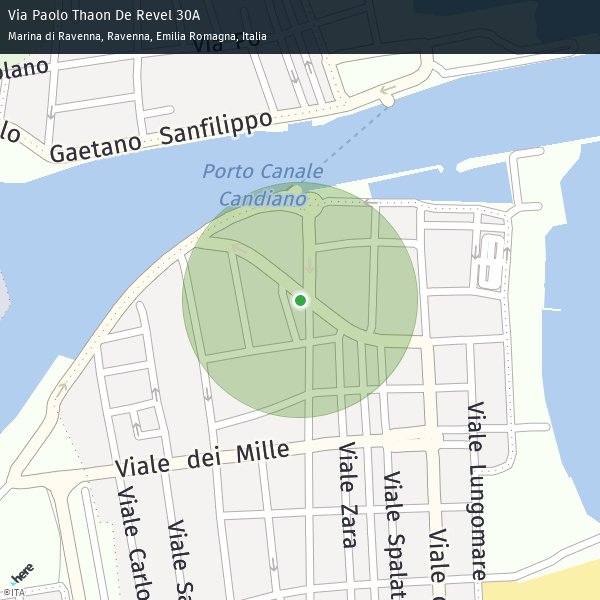 Via Paolo Thaon De Revel 30A
Marina di Ravenna, Ravenna, Emilia Romagna, Italia
Via Po
olano
lo
Gaetano Sanfilippo
Porto Canale
Candiano
Viale dei Mille
Viale Lungomare
Viale Zara
Viale Spalat
Viale Carlo
Viale Sa
Viale d
here
©ITA